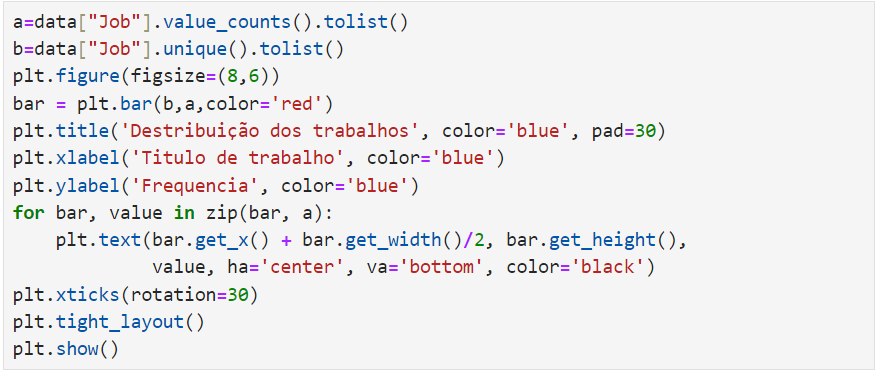 a=data["Job"].value_counts().tolist()
b=data["Job"].unique().tolist()
plt.figure(figsize=(8,6))
bar = plt.bar(b,a,color='red')
plt.title('Destribuição dos trabalhos', color='blue', pad=30)
plt.xlabel('Titulo de trabalho', color='blue')
plt.ylabel('Frequencia', color='blue')
for bar, value in zip(bar, a):
    plt.text(bar.get_x() + bar.get_width()/2, bar.get_height(),
             value, ha='center', va='bottom', color='black')
plt.xticks(rotation=30)
plt.tight_layout()
plt.show()